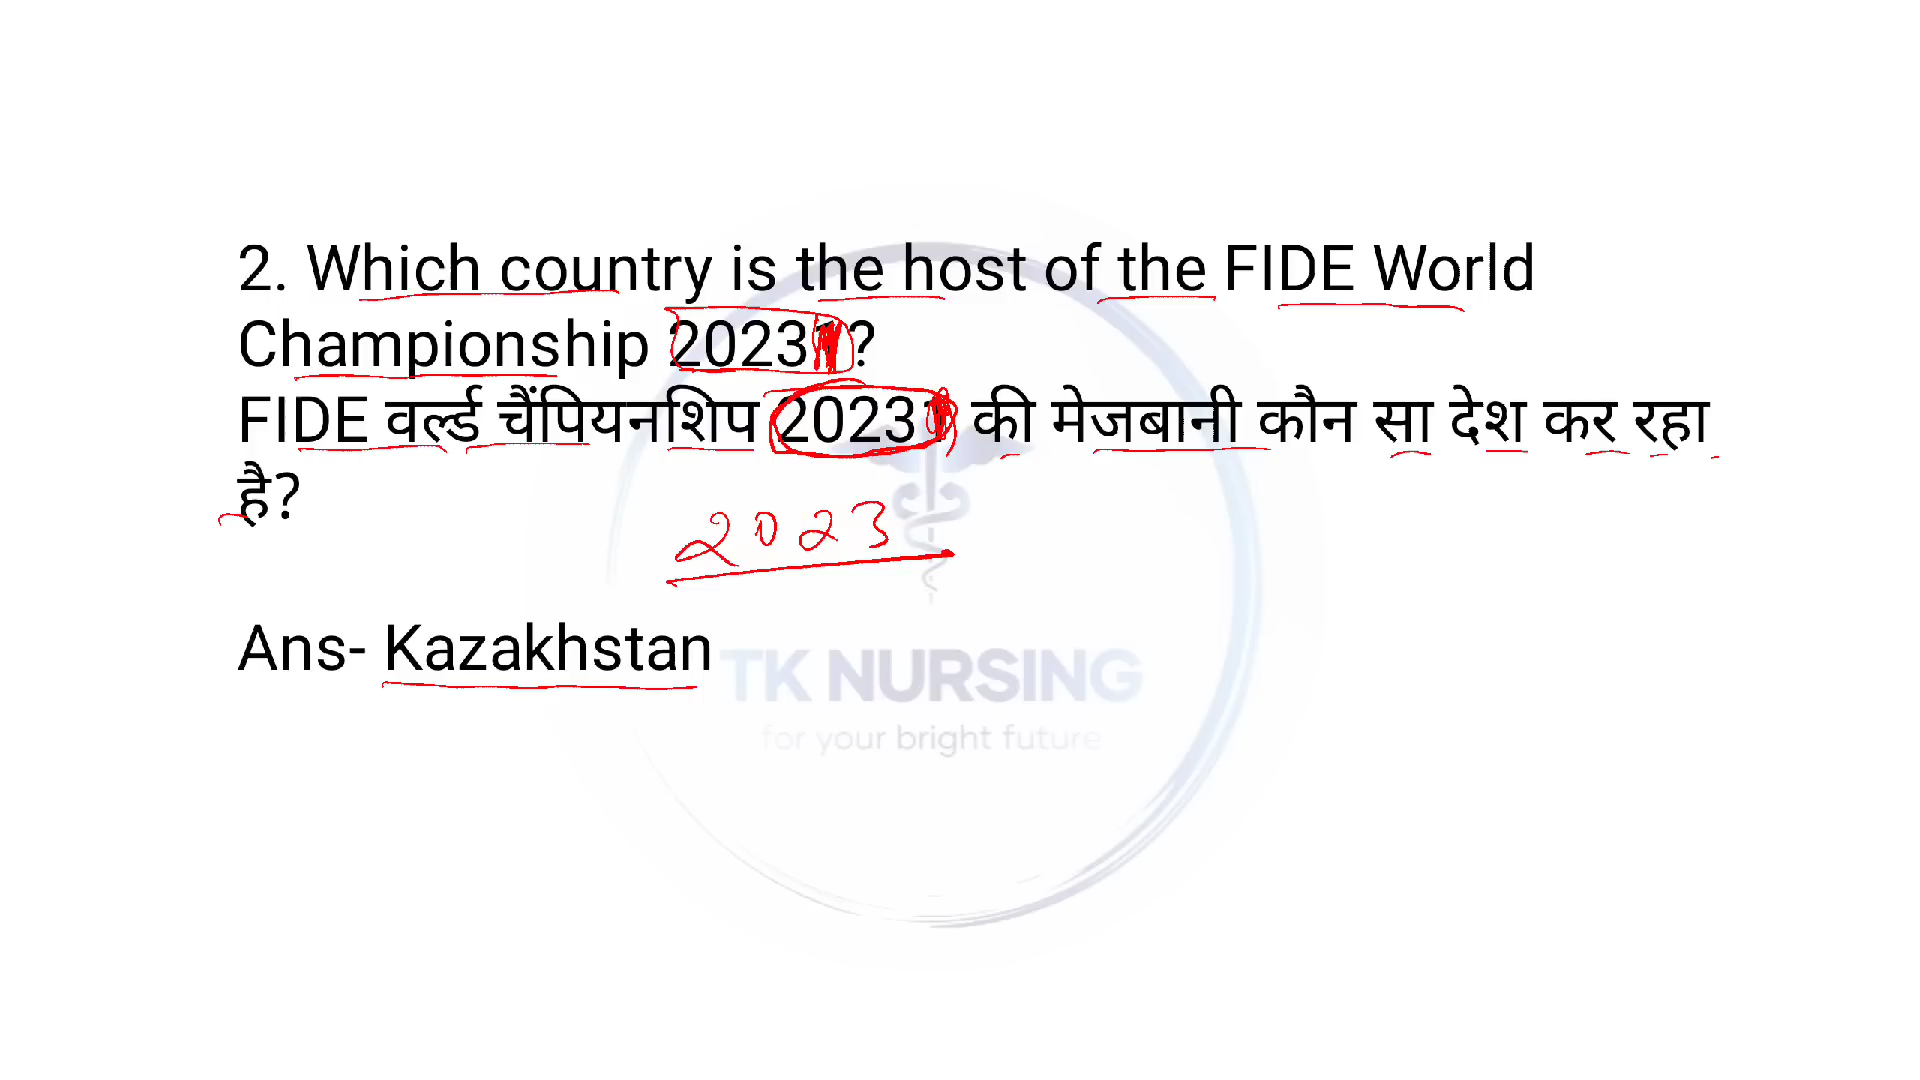 2. Which country is the host of the FIDE World
Championship 2023?
FIDE वर्ल्ड चैंपियनशिप 2023 की मेजबानी कौन सा देश कर रहा
है?
2023
Ans- Kazakhstan
TK NURSING
for your bright future